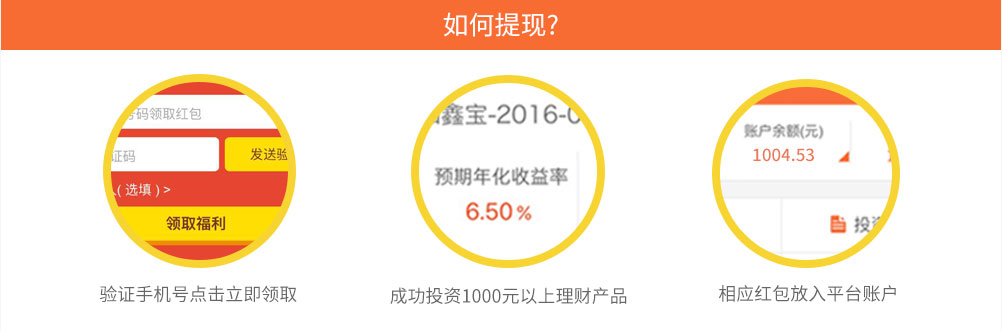 如何提现?
号码领取红包
证码
发送验
(选填) >
领取福利
鑫宝-2016-0
预期年化收益率
6.50%
账户余额(元)
1004.53
投资
验证手机号点击立即领取
成功投资1000元以上理财产品
相应红包放入平台账户